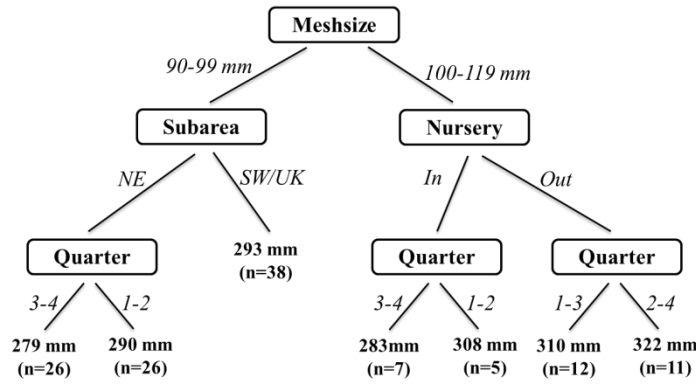 Meshsize
90-99 mm
100-119 mm
Subarea
Nursery
NE
SW/UK
In
Out
Quarter
293 mm
(n=38)
Quarter
Quarter
3-4
1-2
3-4
1-2
1-3
2-4
279 mm
(n=26)
290 mm
(n=26)
283mm
(n=7)
308 mm
(n=5)
310 mm
(n=12)
322 mm
(n=11)